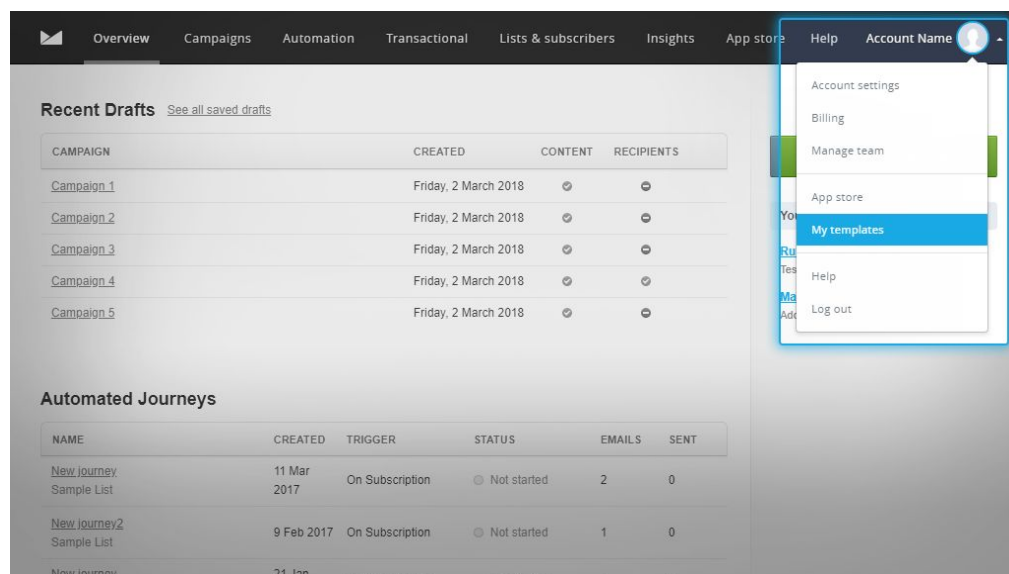 Overview Campaigns Automation Transactional Lists & subscribers Insights App store Help Account Name
Account settings
Billing
Manage team
App store
My templates
Help
Log out
Recent Drafts See all saved drafts
CAMPAIGN CREATED CONTENT RECIPIENTS
Campaign 1 Friday, 2 March 2018
Campaign 2 Friday, 2 March 2018
Campaign 3 Friday, 2 March 2018
Campaign 4 Friday, 2 March 2018
Campaign 5 Friday, 2 March 2018
Automated Journeys
NAME CREATED TRIGGER STATUS EMAILS SENT
New journey 11 Mar 2017 On Subscription Not started 2 0
Sample List
New journey2 9 Feb 2017 On Subscription Not started 1 0
Sample List
New journey 21 Jan